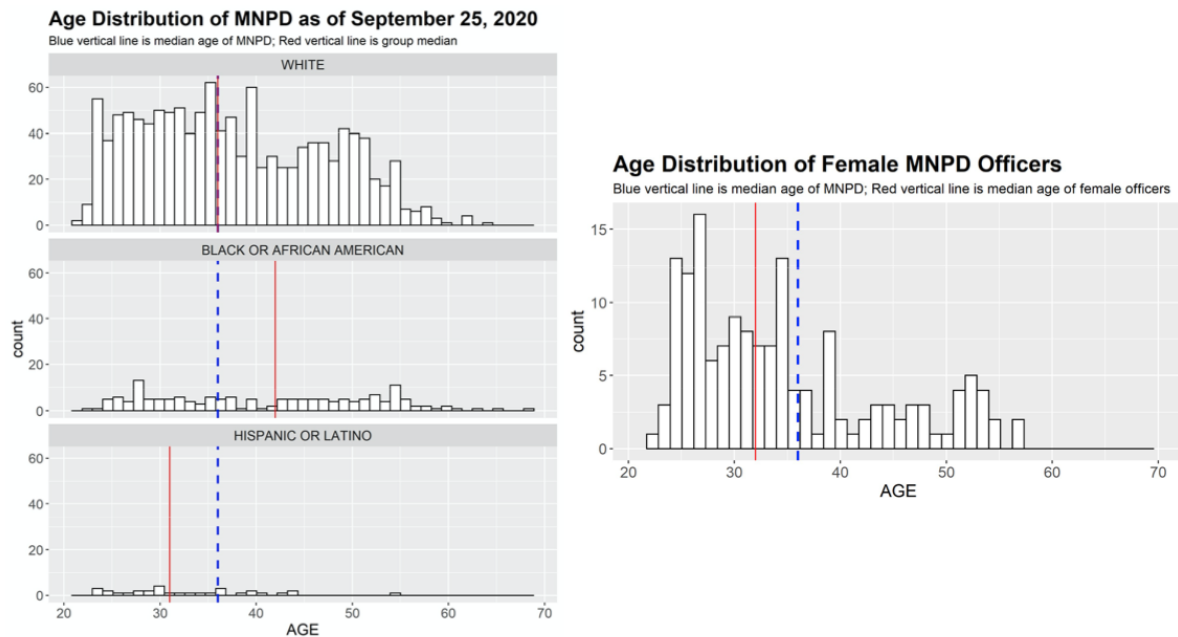 Age Distribution of MNPD as of September 25, 2020
Blue vertical line is median age of MNPD; Red vertical line is group median
WHITE
60
40
20
0
BLACK OR AFRICAN AMERICAN
60
40
20
0
count
HISPANIC OR LATINO
60
40
20
0
20 30 40 50 60 70
AGE
Age Distribution of Female MNPD Officers
Blue vertical line is median age of MNPD; Red vertical line is median age of female officers
15
10
5
0
count
20 30 40 50 60 70
AGE